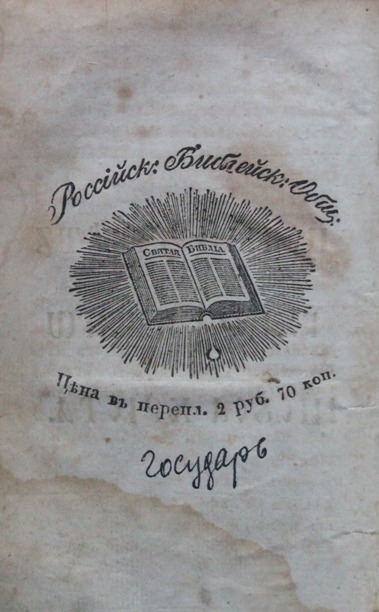 Россійск: Библейск: Общ:
СВЯТАЯ БИБЛІА
Цѣна въ перепл. 2 руб. 70 коп.
государь